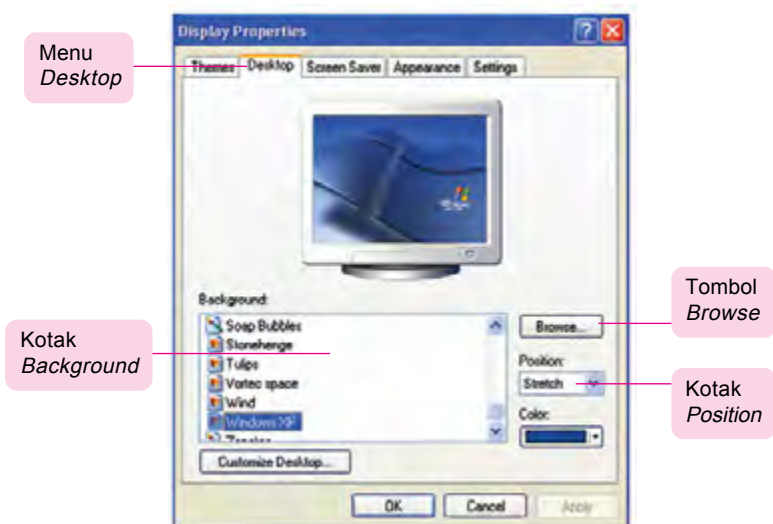 Display Properties
Menu
Desktop
Themes Desktop Screen Saver Appearance Settings
Background:
Soap Bubbles
Stonehenge
Tulips
Vortec space
Wind
Windows XP
Kotak
Background
Browse...
Tombol
Browse
Position:
Stretch
Kotak
Position
Color:
Customize Desktop...
OK Cancel Apply